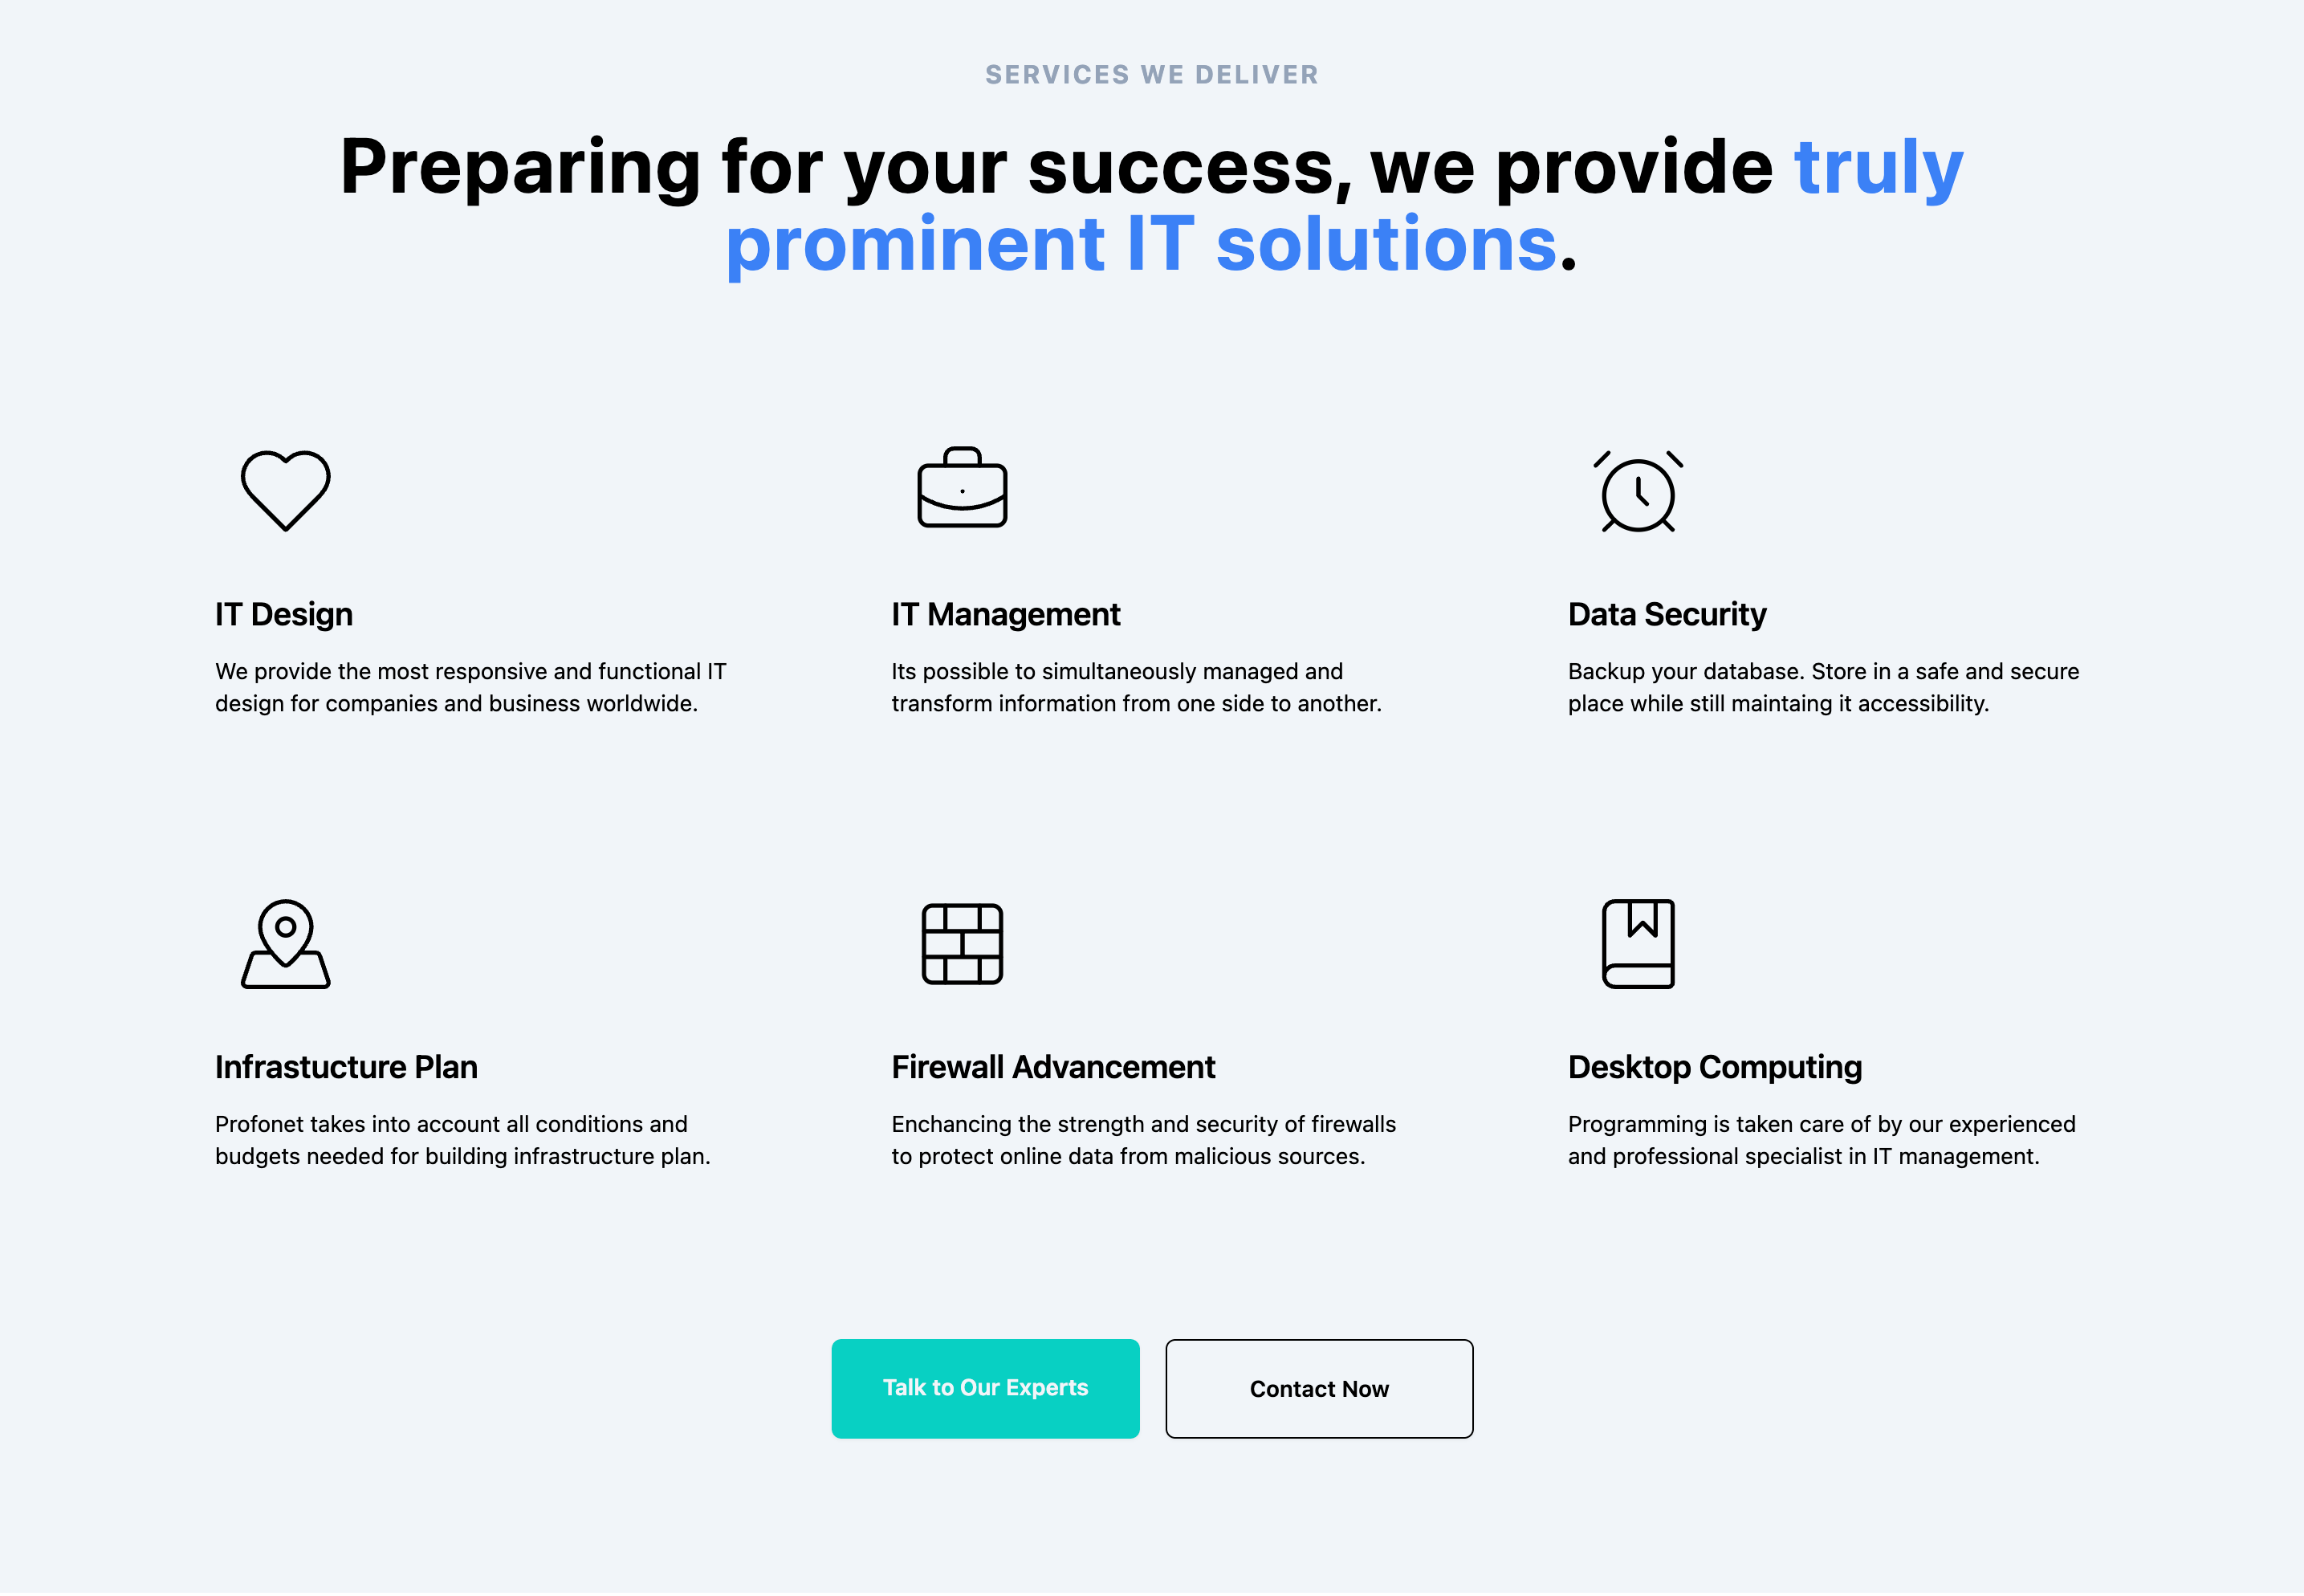 SERVICES WE DELIVER
Preparing for your success, we provide truly
prominent IT solutions.
IT Design
We provide the most responsive and functional IT
design for companies and business worldwide.
IT Management
Its possible to simultaneously managed and
transform information from one side to another.
Data Security
Backup your database. Store in a safe and secure
place while still maintaing it accessibility.
Infrastucture Plan
Profonet takes into account all conditions and
budgets needed for building infrastructure plan.
Firewall Advancement
Enchancing the strength and security of firewalls
to protect online data from malicious sources.
Desktop Computing
Programming is taken care of by our experienced
and professional specialist in IT management.
Talk to Our Experts
Contact Now